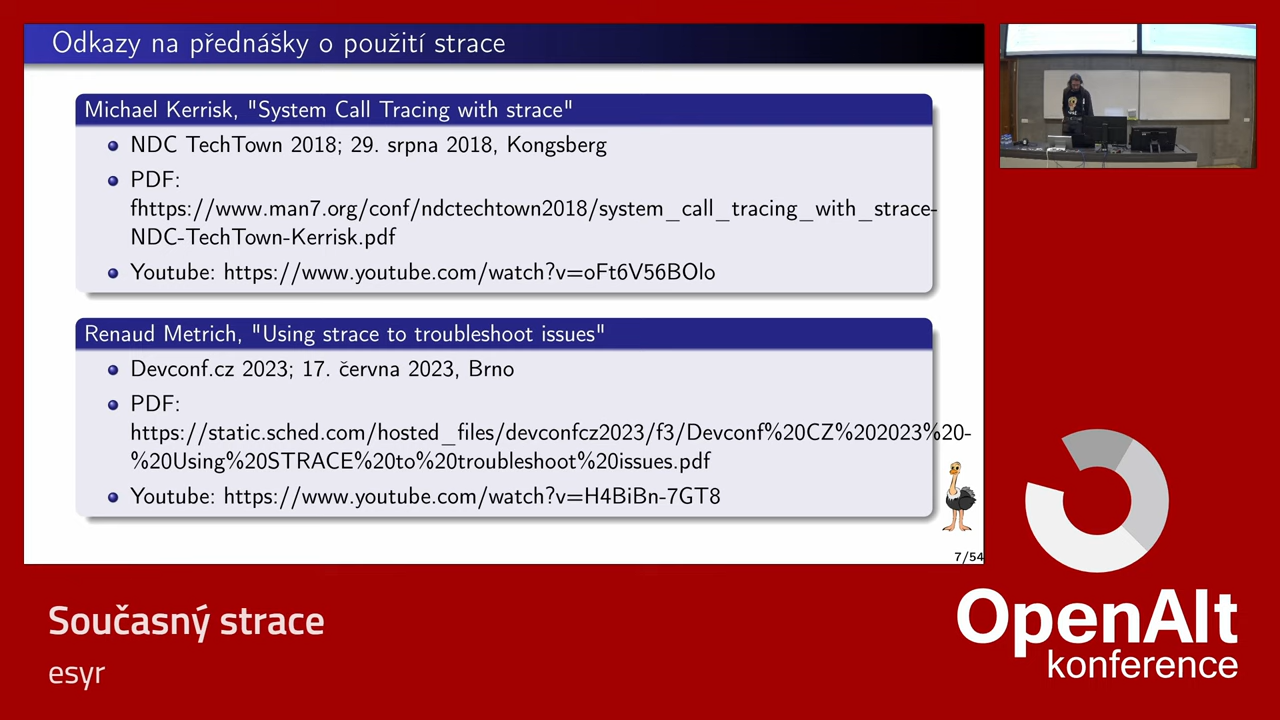 Odkazy na přednášky o použití strace
Michael Kerrisk, "System Call Tracing with strace"
NDC TechTown 2018; 29. srpna 2018, Kongsberg
PDF:
fhttps://www.man7.org/conf/ndctechtown2018/system_call_tracing_with_strace-
NDC-TechTown-Kerrisk.pdf
Youtube: https://www.youtube.com/watch?v=oFt6V56BOlo
Renaud Metrich, "Using strace to troubleshoot issues"
Devconf.cz 2023; 17. června 2023, Brno
PDF:
https://static.sched.com/hosted_files/devconfcz2023/f3/Devconf%20CZ%202023%20-
%20Using%20STRACE%20to%20troubleshoot%20issues.pdf
Youtube: https://www.youtube.com/watch?v=H4BiBn-7GT8
7/54
Současný strace
esyr
OpenAlt
konference